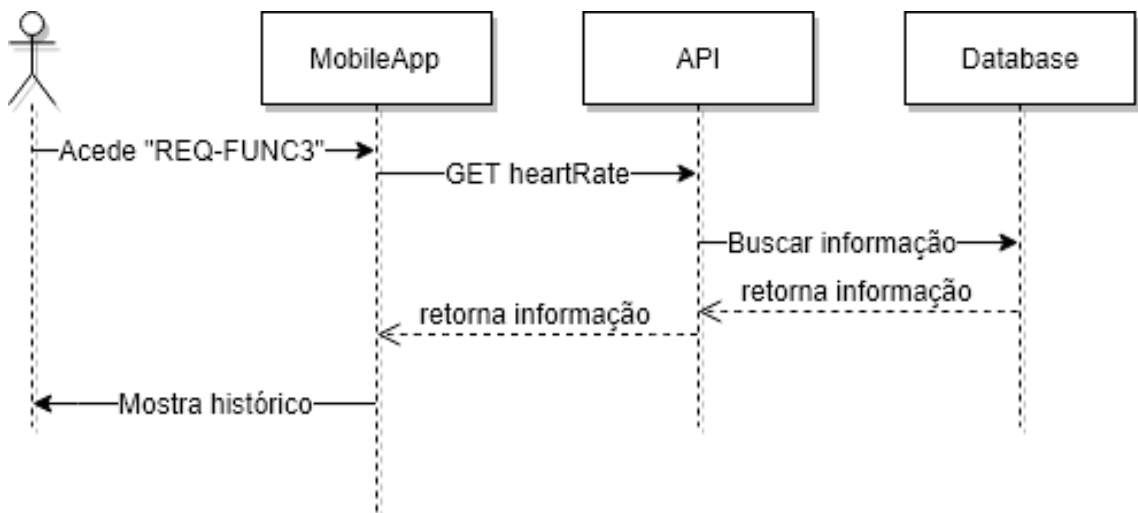 MobileApp
API
Database
Acede "REQ-FUNC3"
GET heartRate
Buscar informação
retorna informação
retorna informação
Mostra histórico